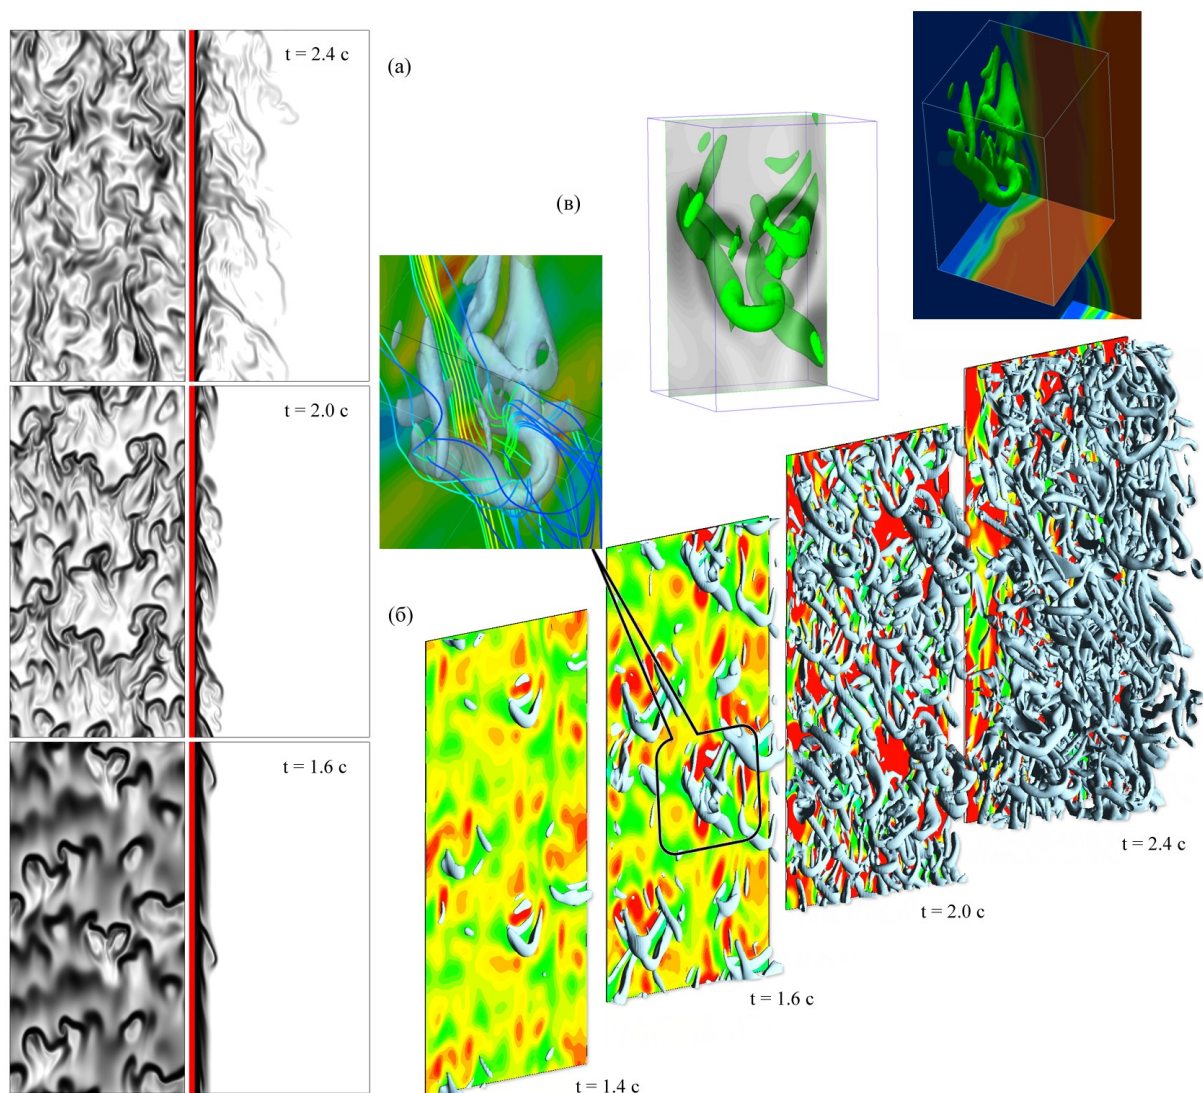 t = 2.4 c
(а)
(в)
t = 2.0 c
(б)
t = 1.6 c
t = 2.4 c
t = 2.0 c
t = 1.6 c
t = 1.4 c